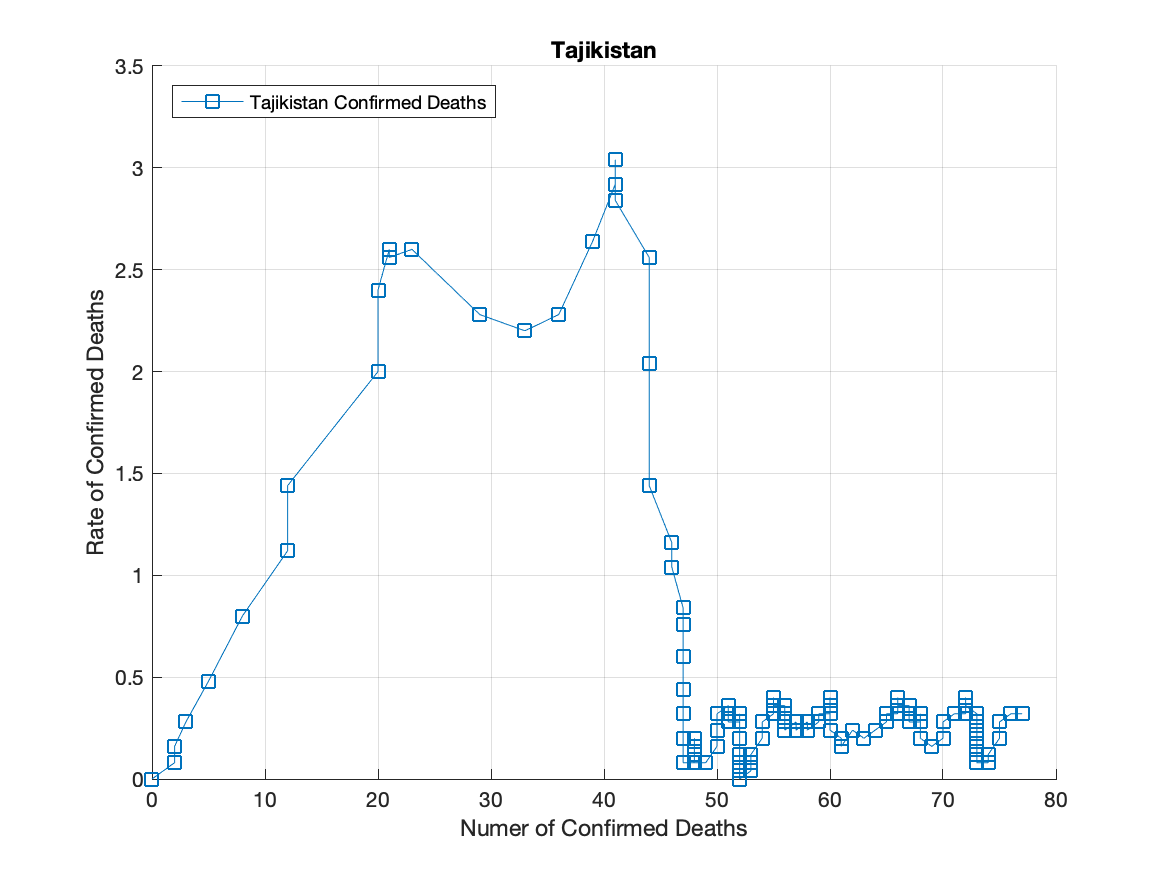 Tajikistan
3.5
Tajikistan Confirmed Deaths
3
2.5
2
1.5
1
0.5
0
Rate of Confirmed Deaths
0 10 20 30 40 50 60 70 80
Numer of Confirmed Deaths